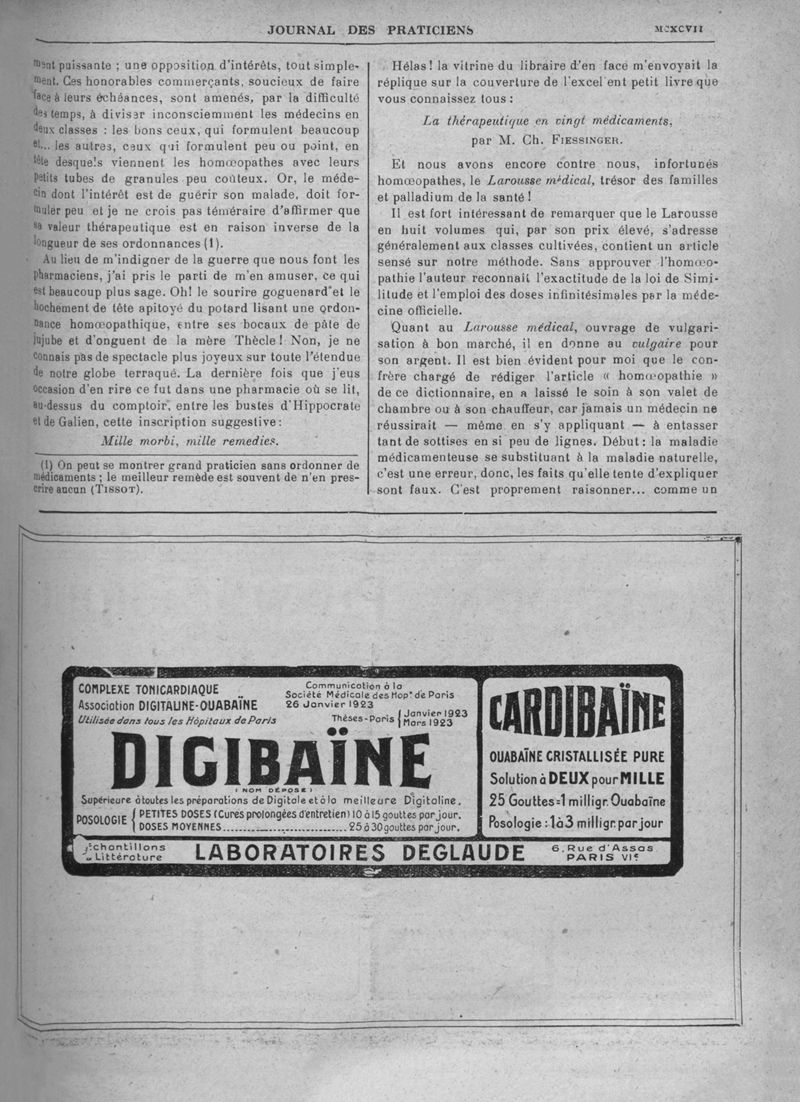 JOURNAL DES PRATICIENS
MCXCVII
ment puissante ; une opposition d'intérêts, tout simple-
ment. Ces honorables commerçants, soucieux de faire
face à leurs échéances, sont amenés, par la difficulté
des temps, à diviser inconsciemment les médecins en
deux classes : les bons ceux, qui formulent beaucoup
et... les autres, ceux qui formulent peu ou point, en
tête desquels viennent les homœopathes avec leurs
petits tubes de granules peu coûteux. Or, le méde-
cin dont l'intérêt est de guérir son malade, doit for-
muler peu et je ne crois pas téméraire d'affirmer que
sa valeur thérapeutique est en raison inverse de la
longueur de ses ordonnances (1).
Au lieu de m'indigner de la guerre que nous font les
pharmaciens, j'ai pris le parti de m'en amuser, ce qui
est beaucoup plus sage. Oh! le sourire goguenard et le
hochement de tête apitoyé du potard lisant une ordon-
nance homœopathique, entre ses bocaux de pâte de
jujube et d'onguent de la mère Thècle! Non, je ne
connais pas de spectacle plus joyeux sur toute l'étendue
de notre globe terraqué. La dernière fois que j'eus
occasion d'en rire ce fut dans une pharmacie où se lit,
au-dessus du comptoir, entre les bustes d'Hippocrate
et de Galien, cette inscription suggestive :
Mille morbi, mille remedies.
(1) On peut se montrer grand praticien sans ordonner de
médicaments ; le meilleur remède est souvent de n'en pres-
crire aucun (TISSOT).
Hélas! la vitrine du libraire d'en face m'envoyait la
réplique sur la couverture de l'excel ent petit livre que
vous connaissez tous :
La thérapeutique en vingt médicaments,
par M. Ch. FIESSINGER.
Et nous avons encore contre nous, infortunés
homœopathes, le Larousse médical, trésor des familles
et palladium de la santé !
Il est fort intéressant de remarquer que le Larousse
en huit volumes qui, par son prix élevé, s'adresse
généralement aux classes cultivées, contient un article
sensé sur notre méthode. Sans approuver l'homœo-
pathie l'auteur reconnaît l'exactitude de la loi de Simi-
litude et l'emploi des doses infinitésimales par la méde-
cine officielle.
Quant au Larousse médical, ouvrage de vulgari-
sation à bon marché, il en donne au vulgaire pour
son argent. Il est bien évident pour moi que le con-
frère chargé de rédiger l'article « homœopathie »
de ce dictionnaire, en a laissé le soin à son valet de
chambre ou à son chauffeur, car jamais un médecin ne
réussirait — même en s'y appliquant — à entasser
tant de sottises en si peu de lignes. Début : la maladie
médicamenteuse se substituant à la maladie naturelle,
c'est une erreur, donc, les faits qu'elle tente d'expliquer
sont faux. C'est proprement raisonner... comme un
COMPLEXE TONICARDIAQUE
Association DIGITALINE-OUABAÏNE
Utilisée dans tous les Hôpitaux de Paris
Communication à la
Société Médicale des Hopx de Paris
26 Janvier 1923
Thèses-Paris { Janvier 1923
Mars 1923
DIGIBAÏNE
( NOM DÉPOSÉ )
Supérieure à toutes les préparations de Digitale et à la meilleure Digitaline.
POSOLOGIE { PETITES DOSES (Cures prolongées d'entretien) 10 à 15 gouttes par jour.
DOSES MOYENNES..............................25 à 30 gouttes par jour.
CARDIBAÏNE
OUABAÏNE CRISTALLISÉE PURE
Solution à DEUX pour MILLE
25 Gouttes=1 milligr. Ouabaïne
Posologie : 1 à 3 milligr. par jour
Échantillons
& Littérature
LABORATOIRES DEGLAUDE
6, Rue d'Assas
PARIS VIe